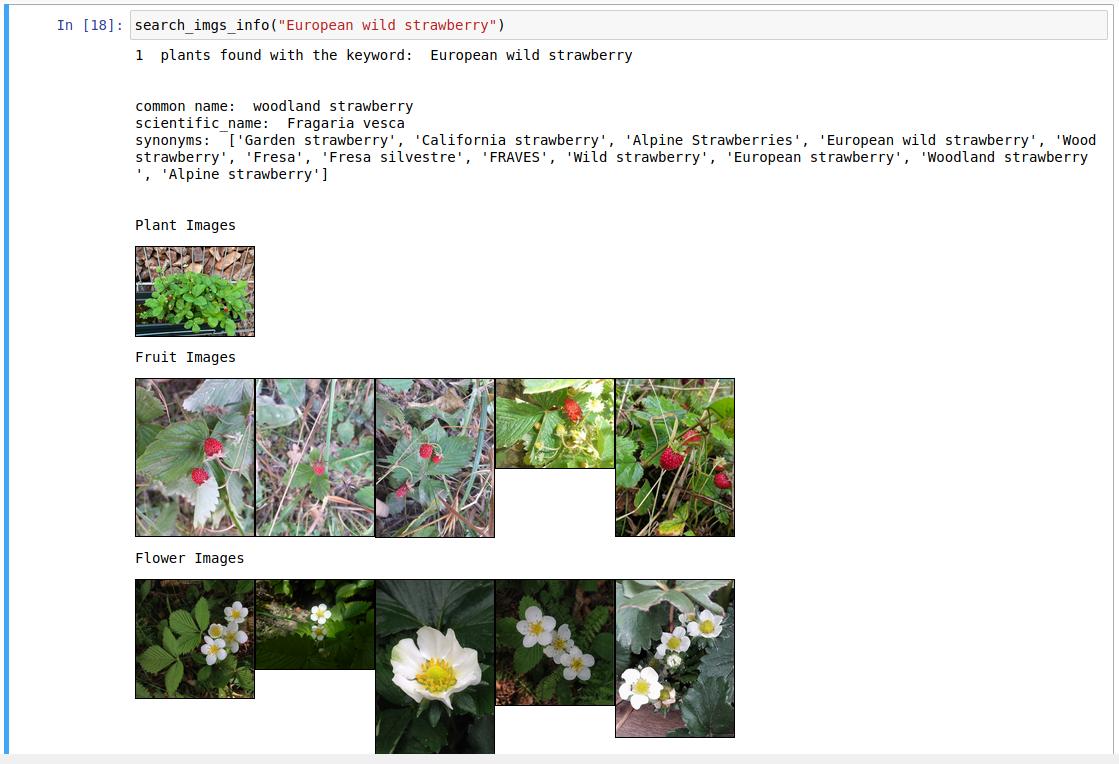 In [18]: search_imgs_info("European wild strawberry")
1  plants found with the keyword:  European wild strawberry
common name:  woodland strawberry
scientific_name:  Fragaria vesca
synonyms:  ['Garden strawberry', 'California strawberry', 'Alpine Strawberries', 'European wild strawberry', 'Wood
strawberry', 'Fresa', 'Fresa silvestre', 'FRAVES', 'Wild strawberry', 'European strawberry', 'Woodland strawberry
', 'Alpine strawberry']
Plant Images
Fruit Images
Flower Images